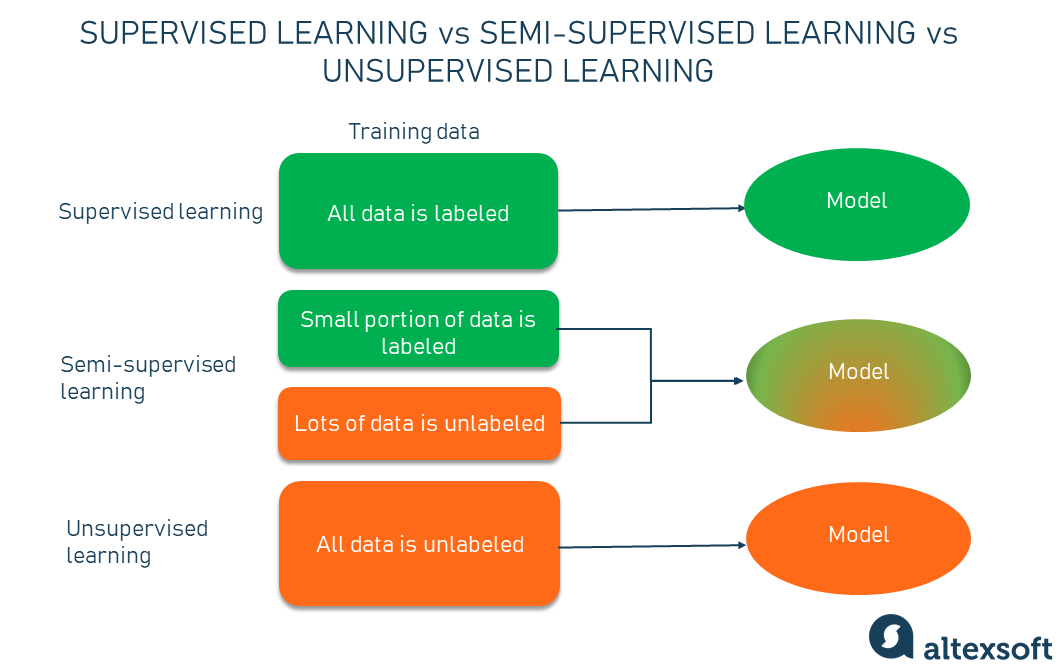 SUPERVISED LEARNING vs SEMI-SUPERVISED LEARNING vs
UNSUPERVISED LEARNING
Training data
Supervised learning
All data is labeled
Model
Semi-supervised
learning
Small portion of data is
labeled
Lots of data is unlabeled
Model
Unsupervised
learning
All data is unlabeled
Model
altexsoft